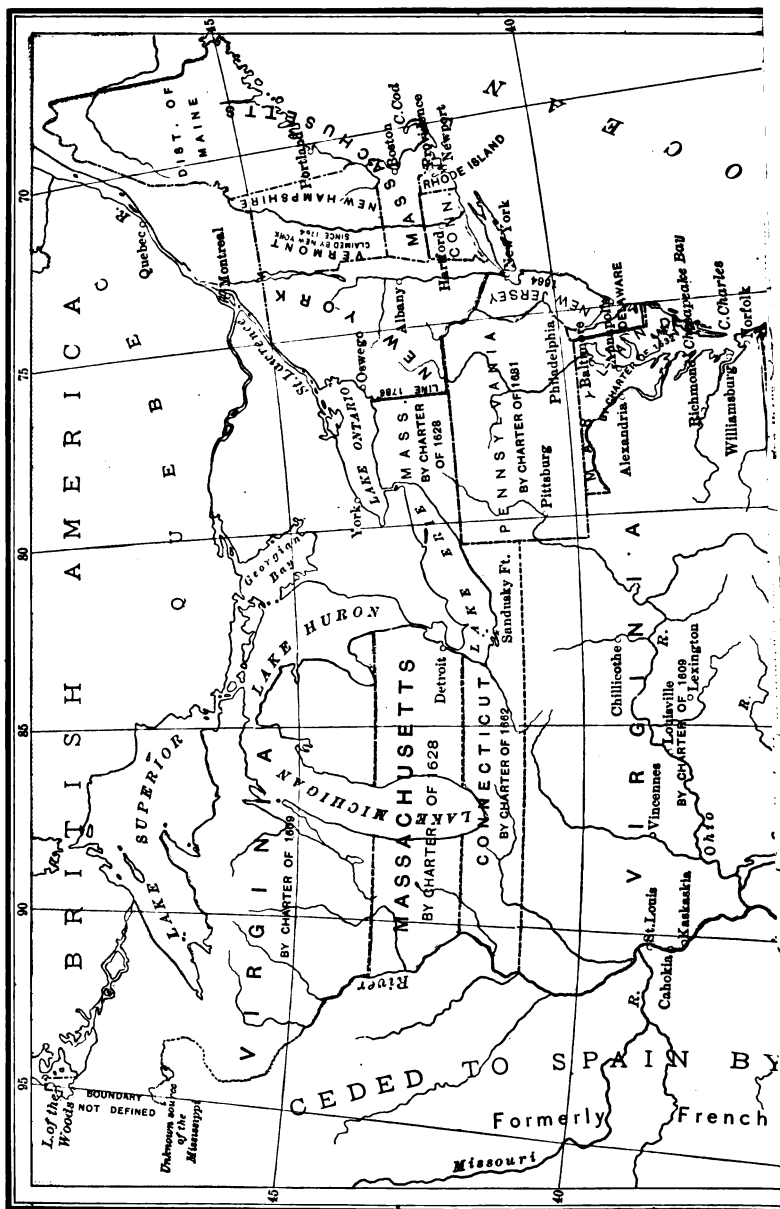 95
90
85
80
75
70
45
40
45
40
BRITISH AMERICA
QUEBEC
L. of the
Woods
BOUNDARY
NOT DEFINED
Unknown source
of the
Mississippi
LAKE SUPERIOR
LAKE HURON
Georgian
Bay
LAKE MICHIGAN
LAKE ERIE
LAKE ONTARIO
St. Lawrence
R.
Quebec
Montreal
York
Oswego
Albany
DIST. OF
MAINE
MASSACHUSETTS
Portland
NEW HAMPSHIRE
VERMONT
CLAIMED BY NEW YORK
SINCE 1764
MASS
Boston
C. Cod
Providence
Newport
RHODE ISLAND
CONN.
Hartford
NEW YORK
New York
LINE 1786
MASS.
BY CHARTER
OF 1628
NEW JERSEY
1664
PENNSYLVANIA
BY CHARTER OF 1681
Philadelphia
Pittsburg
VIRGINIA
BY CHARTER OF 1609
MASSACHUSETTS
BY CHARTER OF 1628
Detroit
CONNECTICUT
BY CHARTER OF 1662
Sandusky Ft.
River
VIRGINIA
BY CHARTER OF 1609
Chillicothe
R.
Louisville
Lexington
R.
Vincennes
Ohio
St. Louis
Cahokia
Kaskaskia
R.
Missouri
CEDED TO SPAIN BY
Formerly French
MARYLAND
BY CHARTER OF
Baltimore
Annapolis
DELAWARE
Alexandria
Richmond
Chesapeake Bay
C. Charles
Williamsburg
Norfolk
OCEAN